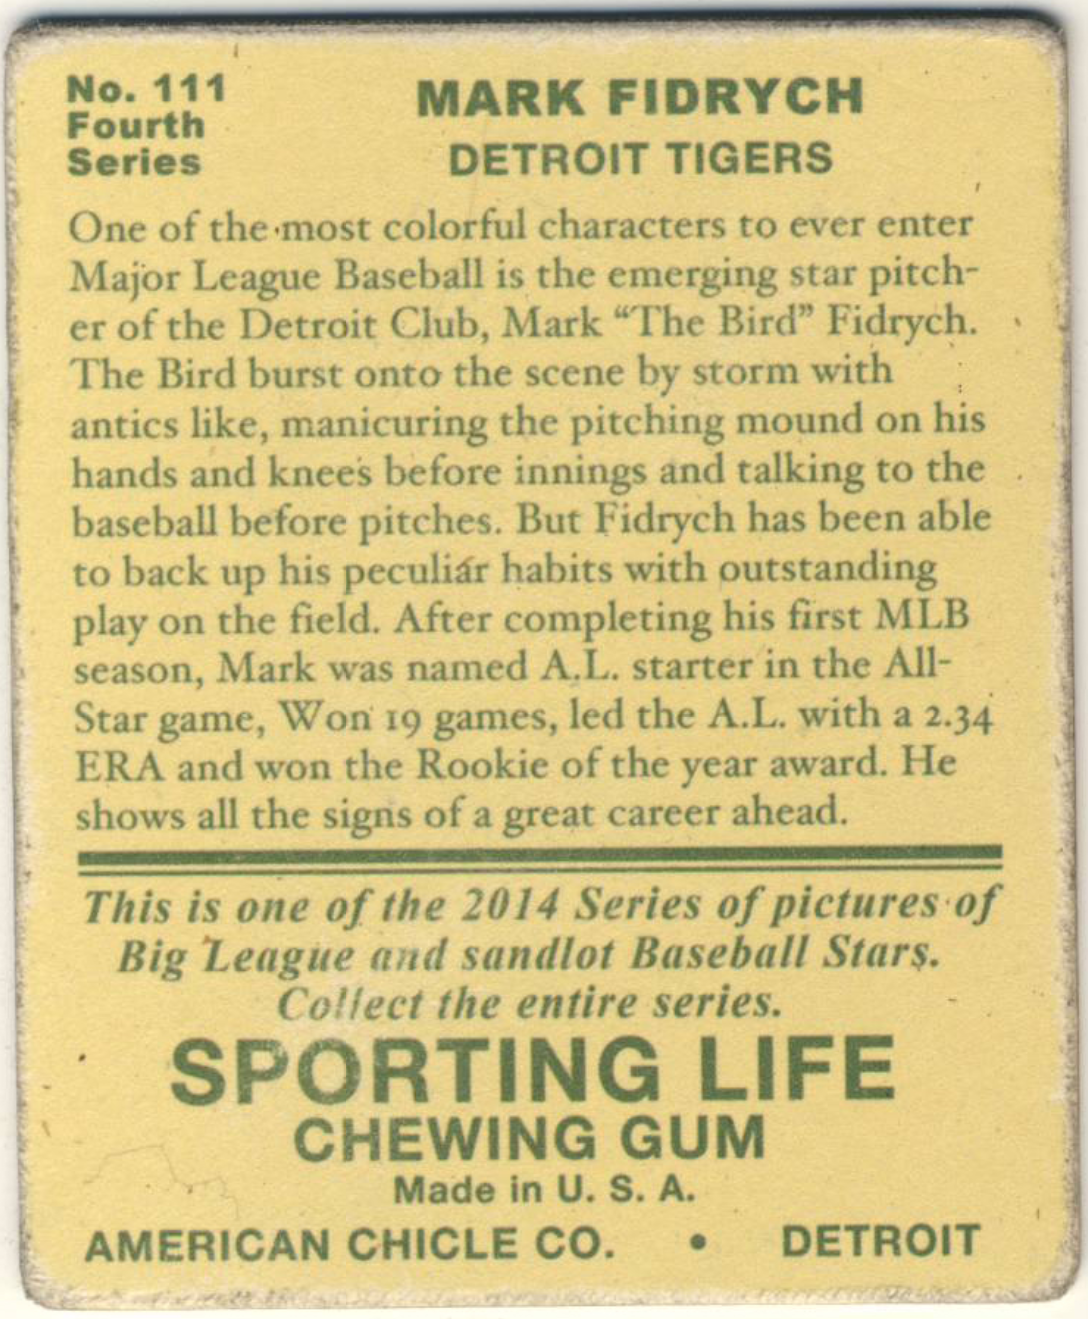 No. 111
Fourth
Series
MARK FIDRYCH
DETROIT TIGERS
One of the most colorful characters to ever enter
Major League Baseball is the emerging star pitch-
er of the Detroit Club, Mark “The Bird” Fidrych.
The Bird burst onto the scene by storm with
antics like, manicuring the pitching mound on his
hands and knees before innings and talking to the
baseball before pitches. But Fidrych has been able
to back up his peculiar habits with outstanding
play on the field. After completing his first MLB
season, Mark was named A.L. starter in the All-
Star game, Won 19 games, led the A.L. with a 2.34
ERA and won the Rookie of the year award. He
shows all the signs of a great career ahead.
This is one of the 2014 Series of pictures of
Big League and sandlot Baseball Stars.
Collect the entire series.
SPORTING LIFE
CHEWING GUM
Made in U. S. A.
AMERICAN CHICLE CO. • DETROIT